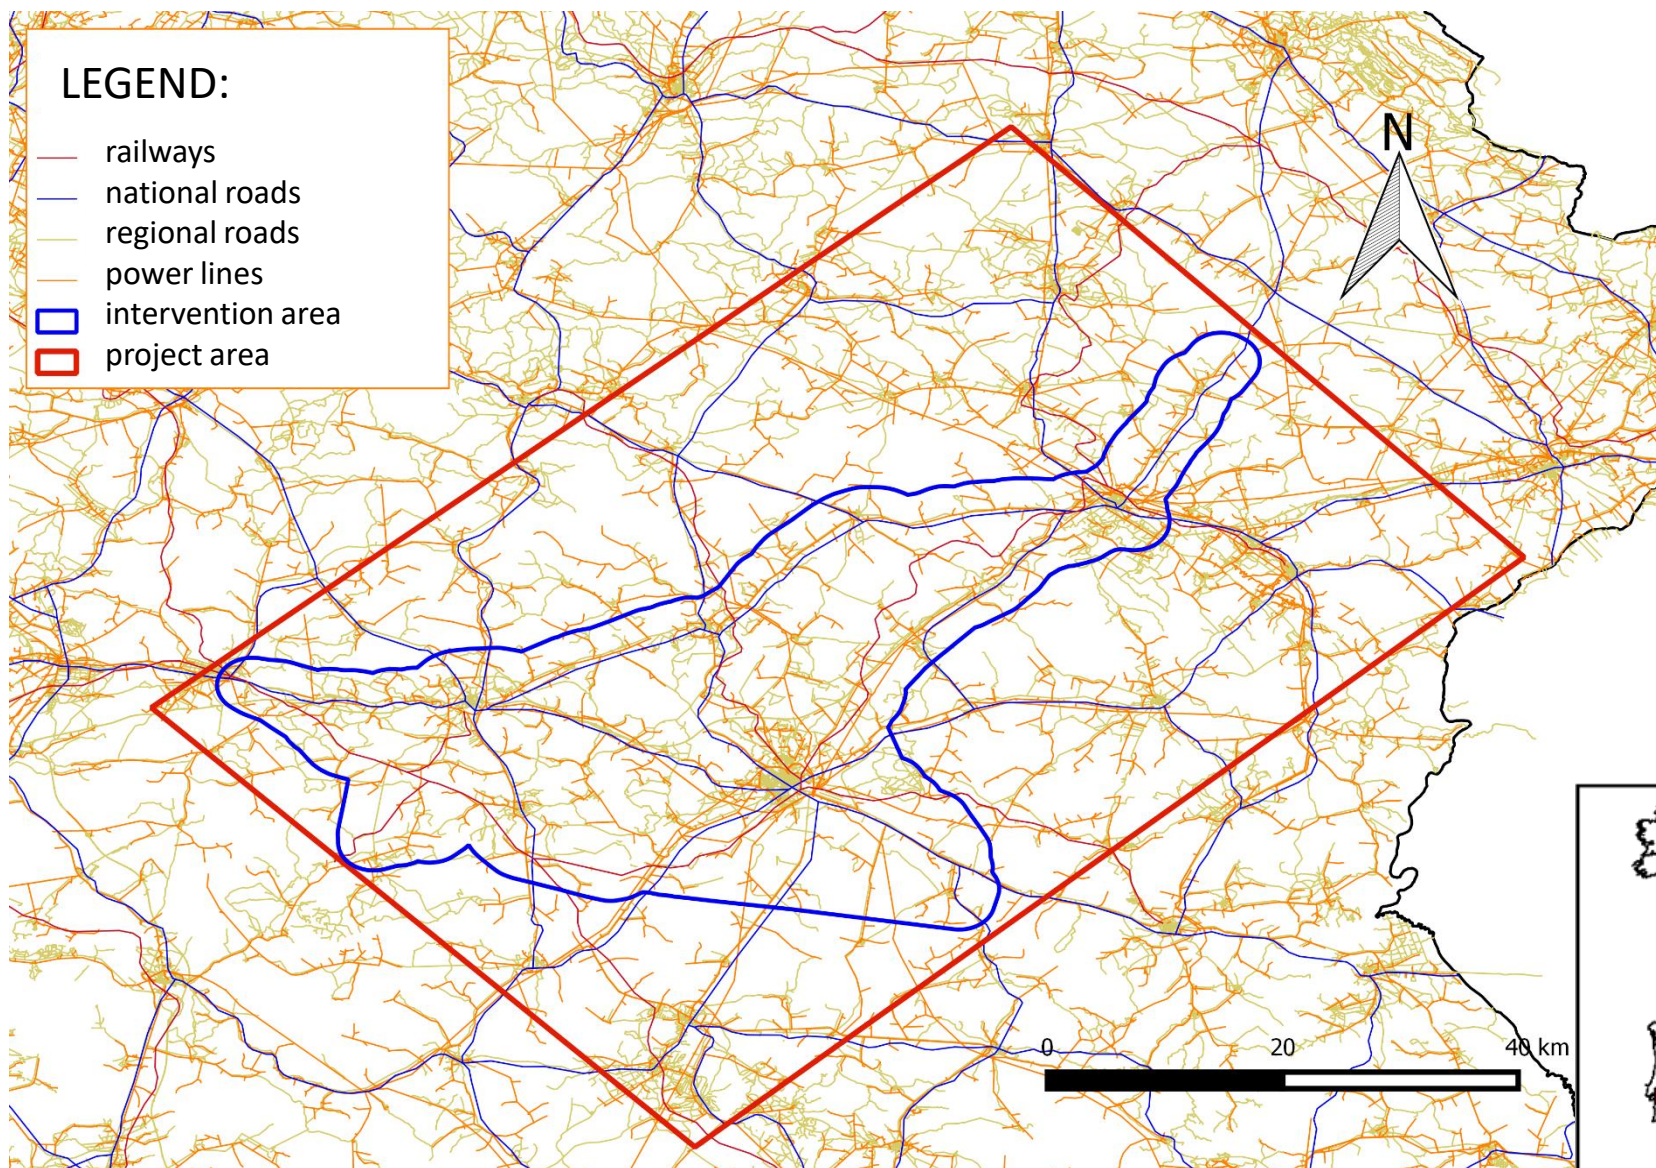 LEGEND:
railways
national roads
regional roads
power lines
intervention area
project area
N
0 20 40 km